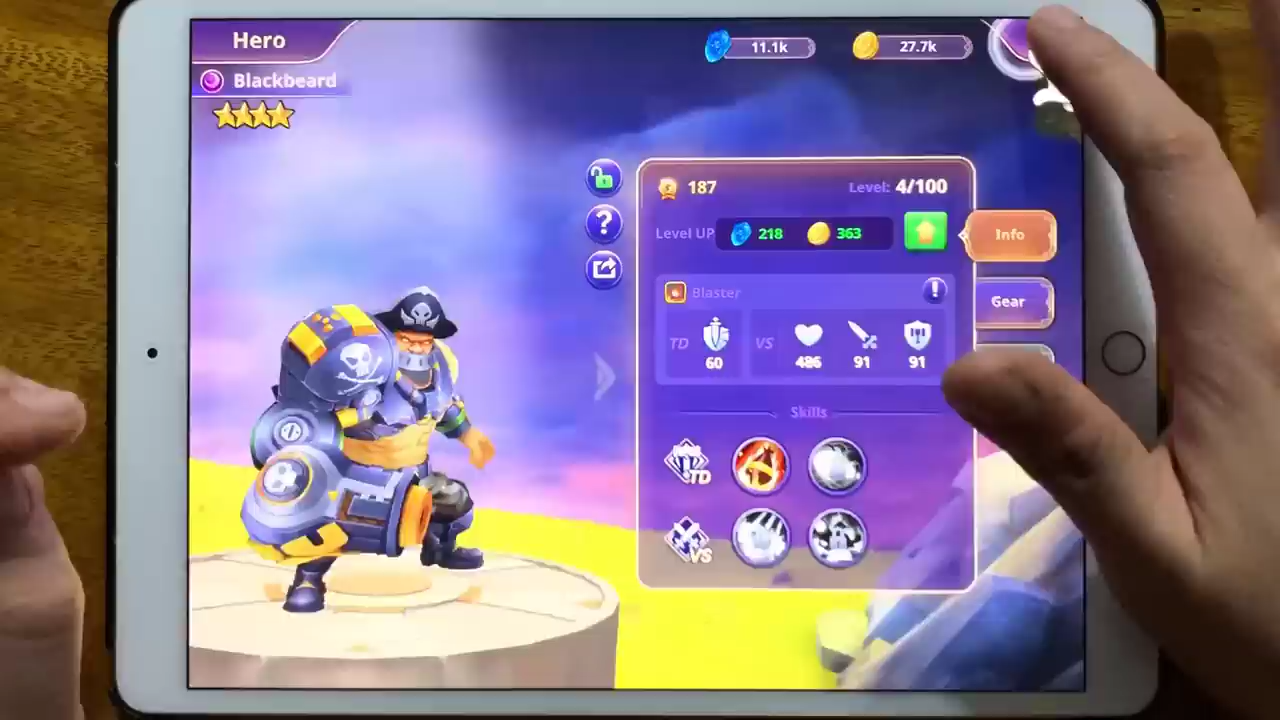 Hero
11.1k
27.7k
Blackbeard
187
Level: 4/100
Level UP
218
363
Info
Blaster
!
Gear
?
TD
60
VS
486
91
91
Skills
TD
VS